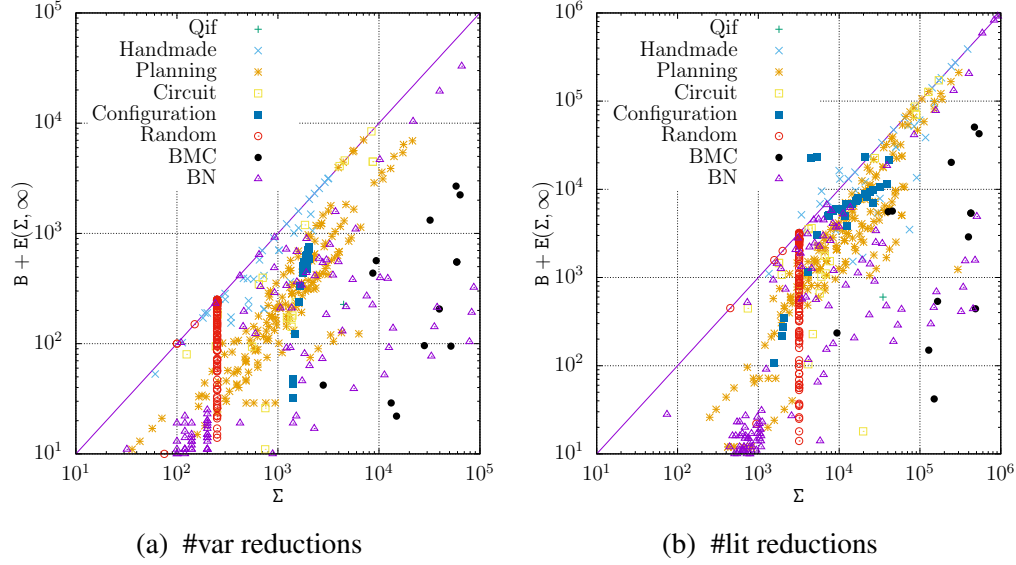 10^5
10^4
10^3
10^2
10^1
10^1 10^2 10^3 10^4 10^5
B + E(Σ, ∞)
Σ
Qif
Handmade
Planning
Circuit
Configuration
Random
BMC
BN
(a) #var reductions
10^6
10^5
10^4
10^3
10^2
10^1
10^1 10^2 10^3 10^4 10^5 10^6
B + E(Σ, ∞)
Σ
Qif
Handmade
Planning
Circuit
Configuration
Random
BMC
BN
(b) #lit reductions